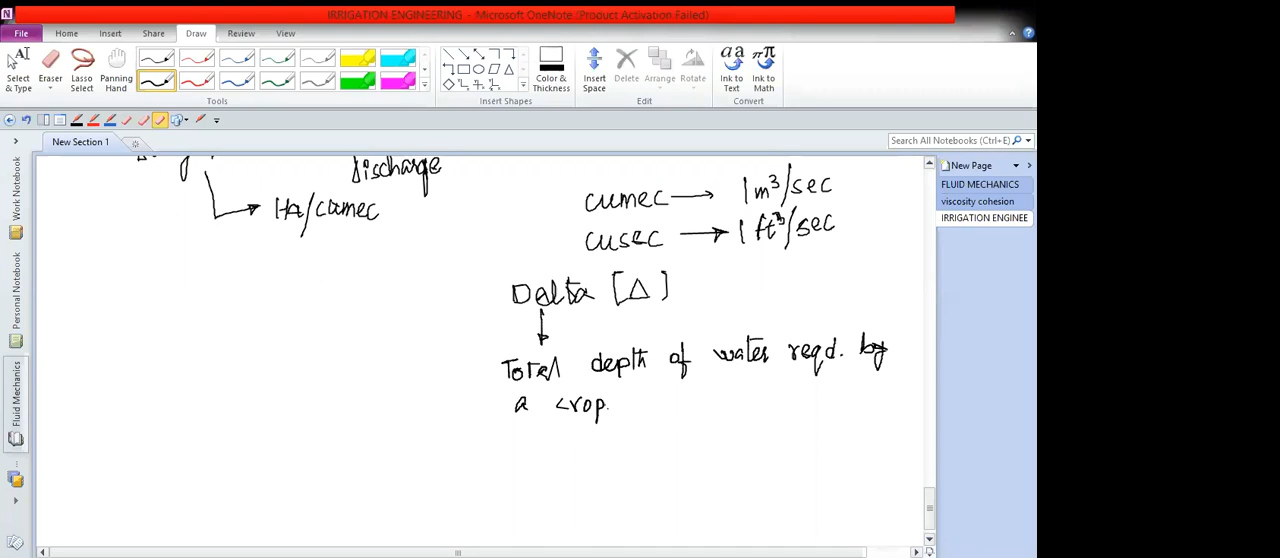 IRRIGATION ENGINEERING - Microsoft OneNote (Product Activation Failed)
File Home Insert Share Draw Review View
Select & Type
Eraser
Lasso Select
Panning Hand
Color & Thickness
Insert Space
Delete
Arrange
Rotate
Ink to Text
Ink to Math
Tools
Insert Shapes
Edit
Convert
New Section 1
Search All Notebooks (Ctrl+E)
New Page
FLUID MECHANICS
viscosity cohesion
IRRIGATION ENGINEE
Work Notebook
Personal Notebook
Fluid Mechanics
Discharge
HA/cumec
cumec → 1 m³/sec
cusec → 1 ft³/sec
Delta [Δ]
Total depth of water reqd. by
a crop.